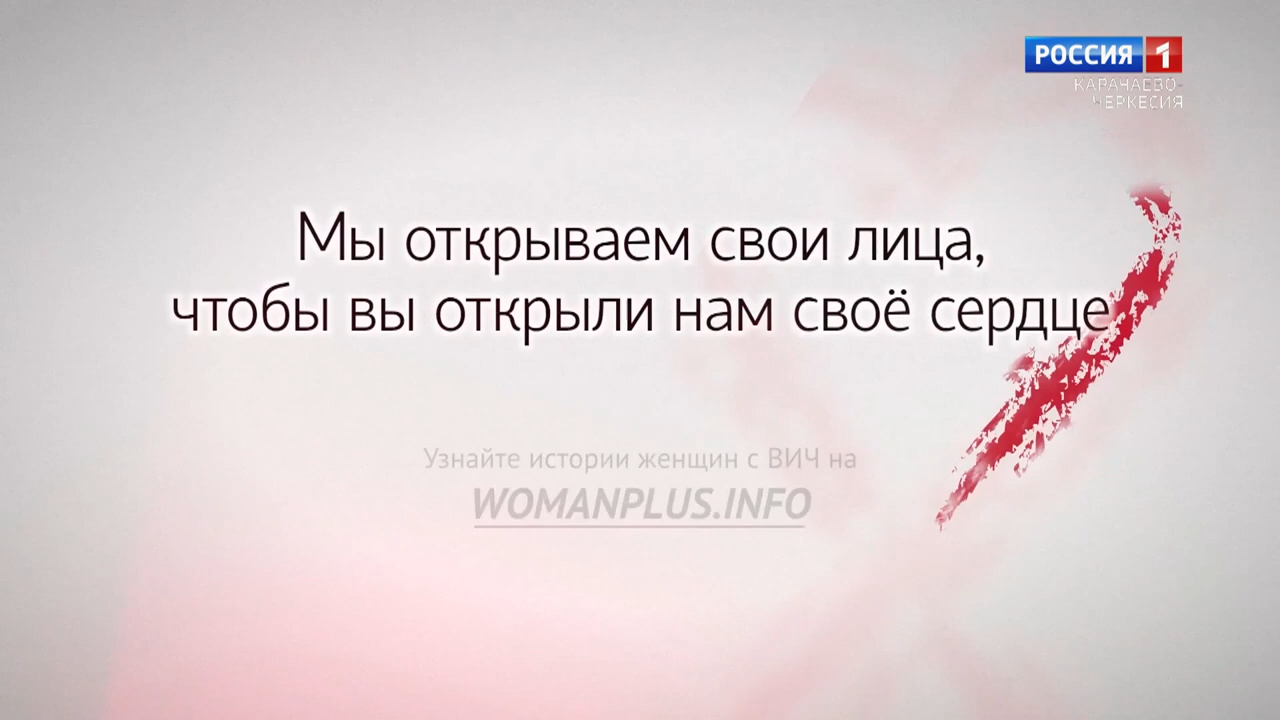 РОССИЯ 1
КАРАЧАЕВО-
ЧЕРКЕСИЯ
Мы открываем свои лица,
чтобы вы открыли нам своё сердце
Узнайте истории женщин с ВИЧ на
WOMANPLUS.INFO